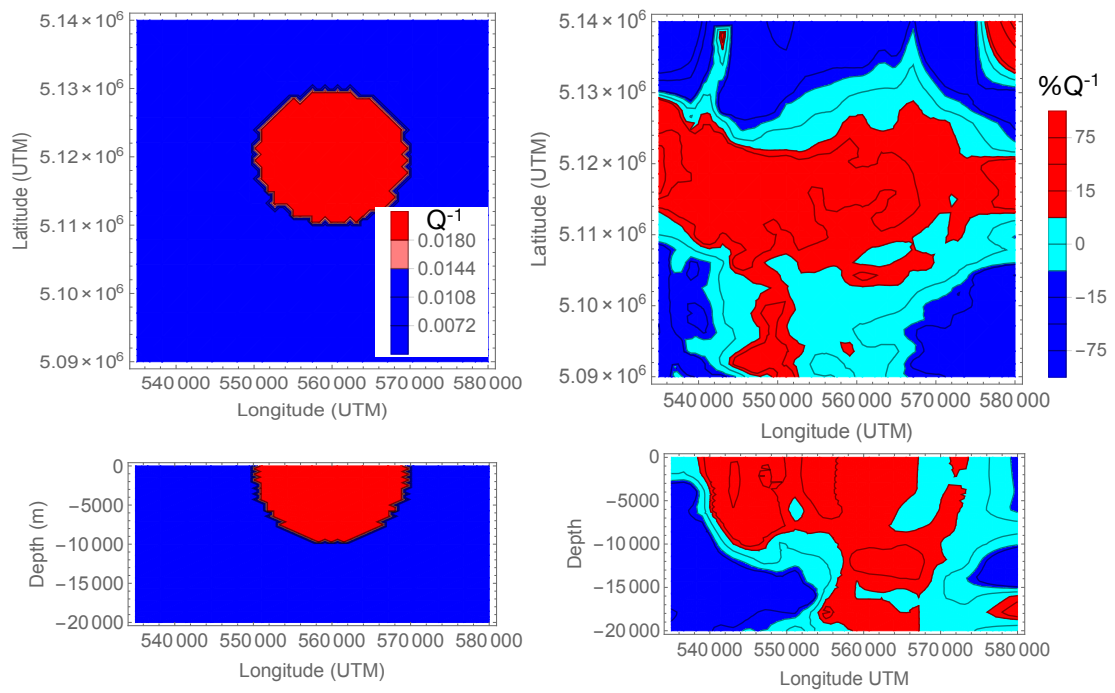 5.14 × 10⁶
5.13 × 10⁶
5.12 × 10⁶
5.11 × 10⁶
5.10 × 10⁶
5.09 × 10⁶
Latitude (UTM)
540 000 550 000 560 000 570 000 580 000
Longitude (UTM)
Q⁻¹
0.0180
0.0144
0.0108
0.0072
5.14 × 10⁶
5.13 × 10⁶
5.12 × 10⁶
5.11 × 10⁶
5.10 × 10⁶
5.09 × 10⁶
Latitude (UTM)
540 000 550 000 560 000 570 000 580 000
Longitude (UTM)
%Q⁻¹
75
15
0
−15
−75
0
−5000
−10 000
−15 000
−20 000
Depth (m)
540 000 550 000 560 000 570 000 580 000
Longitude (UTM)
0
−5000
−10 000
−15 000
−20 000
Depth
540 000 550 000 560 000 570 000 580 000
Longitude UTM